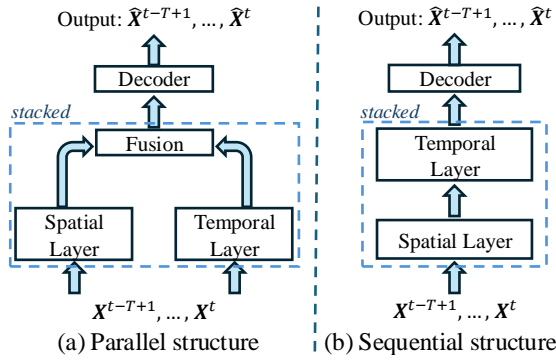 Output: X̂^{t−T+1}, ..., X̂^t
Decoder
stacked
Fusion
Spatial
Layer
Temporal
Layer
X^{t−T+1}, ..., X^t
(a) Parallel structure
Output: X̂^{t−T+1}, ..., X̂^t
Decoder
stacked
Temporal
Layer
Spatial Layer
X^{t−T+1}, ..., X^t
(b) Sequential structure